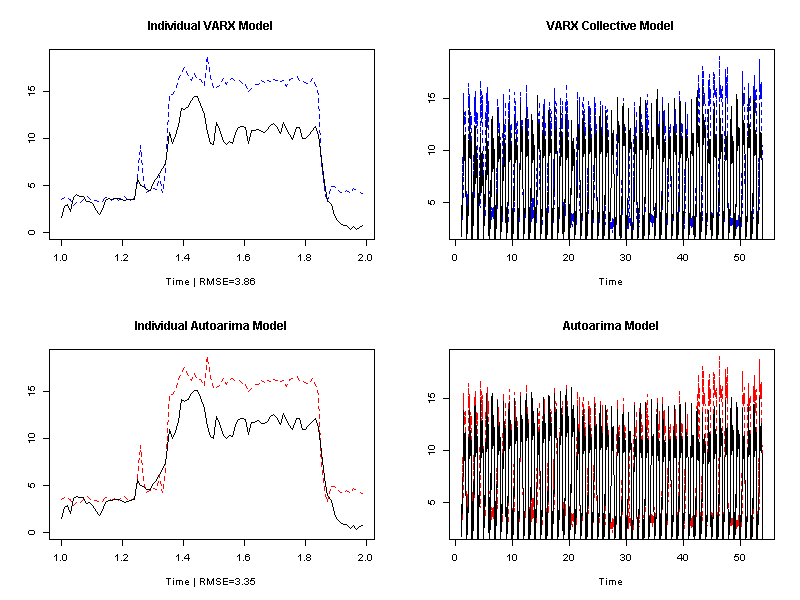 Individual VARX Model
0 5 10 15
1.0 1.2 1.4 1.6 1.8 2.0
Time | RMSE=3.86
VARX Collective Model
5 10 15
0 10 20 30 40 50
Time
Individual Autoarima Model
0 5 10 15
1.0 1.2 1.4 1.6 1.8 2.0
Time | RMSE=3.35
Autoarima Model
5 10 15
0 10 20 30 40 50
Time